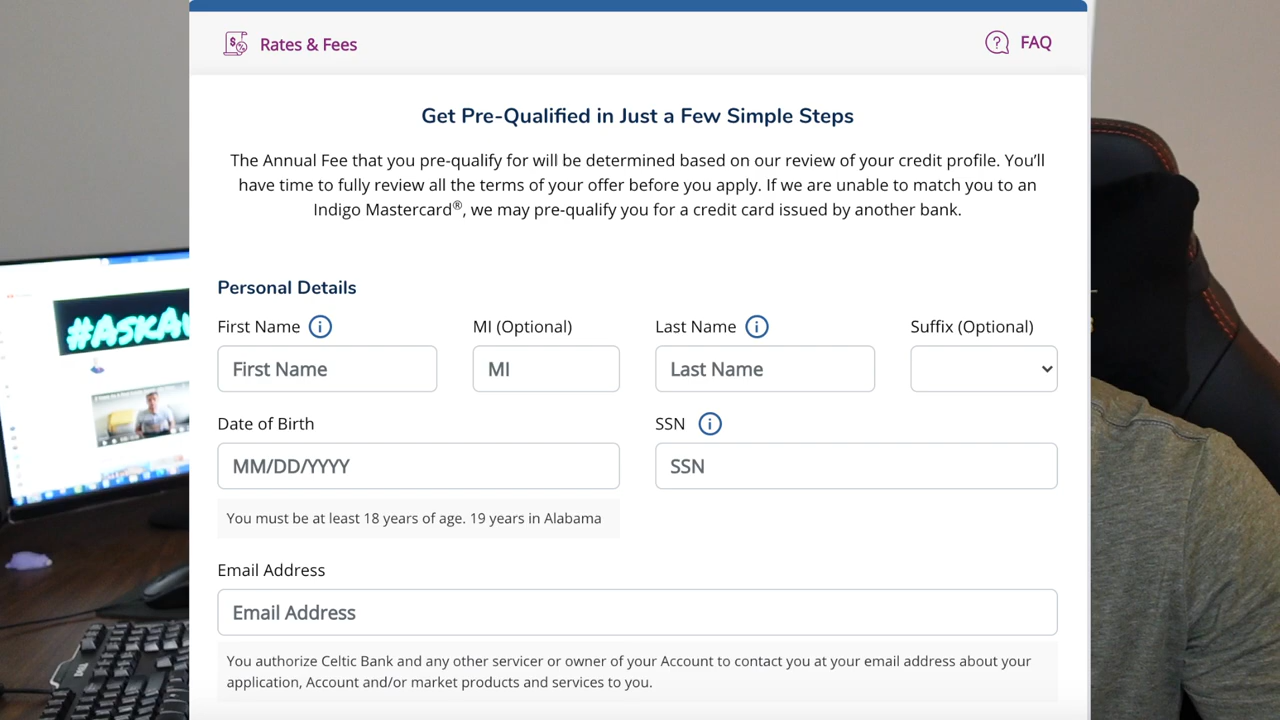 Rates & Fees
FAQ
Get Pre-Qualified in Just a Few Simple Steps
The Annual Fee that you pre-qualify for will be determined based on our review of your credit profile. You’ll
have time to fully review all the terms of your offer before you apply. If we are unable to match you to an
Indigo Mastercard®, we may pre-qualify you for a credit card issued by another bank.
Personal Details
First Name
MI (Optional)
Last Name
Suffix (Optional)
First Name
MI
Last Name
Date of Birth
SSN
MM/DD/YYYY
SSN
You must be at least 18 years of age. 19 years in Alabama
Email Address
Email Address
You authorize Celtic Bank and any other servicer or owner of your Account to contact you at your email address about your
application, Account and/or market products and services to you.